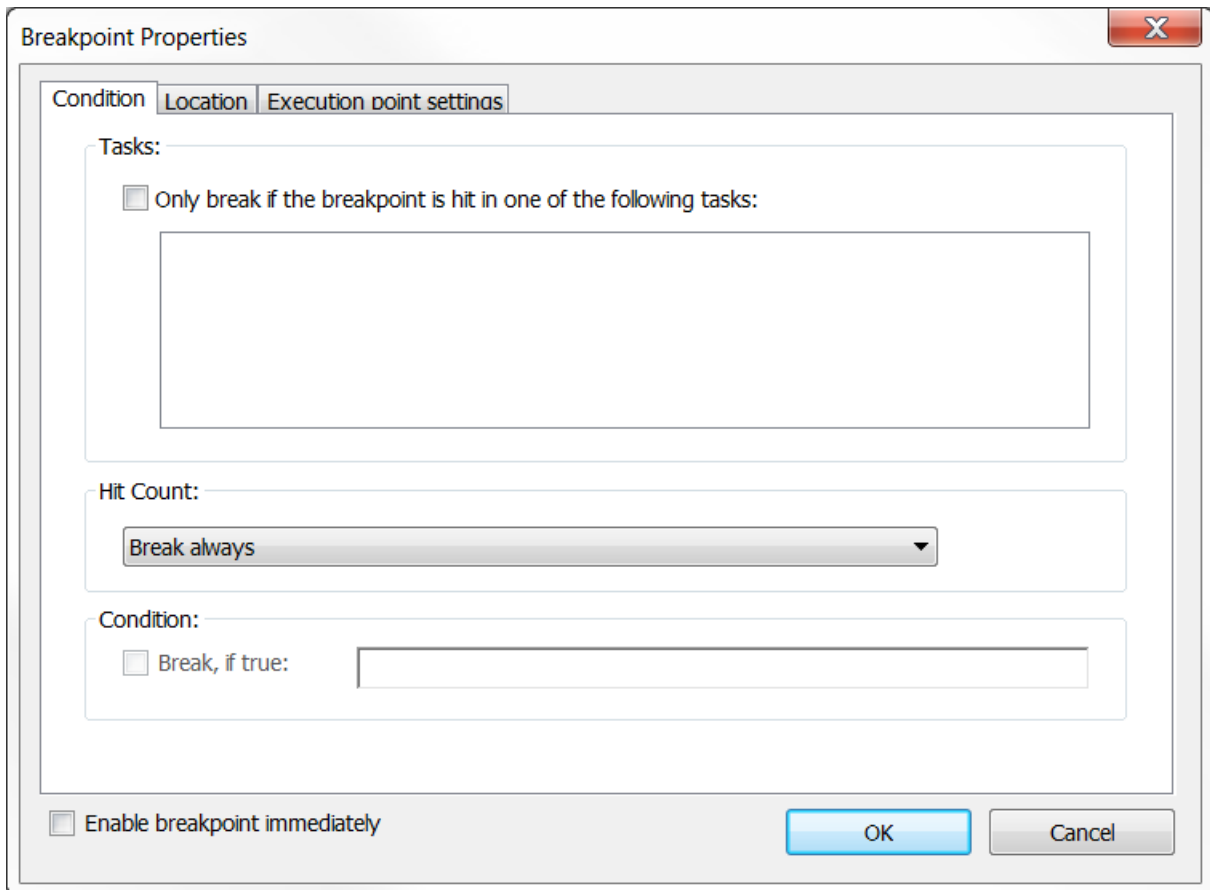 Breakpoint Properties
Condition Location Execution point settings
Tasks:
Only break if the breakpoint is hit in one of the following tasks:
Hit Count:
Break always
Condition:
Break, if true:
Enable breakpoint immediately OK Cancel